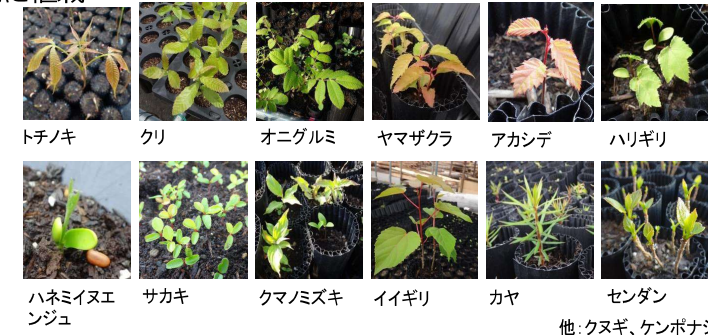 トチノキ
クリ
オニグルミ
ヤマザクラ
アカシデ
ハリギリ
ハネミイヌエ
ンジュ
サカキ
クマノミズキ
イイギリ
カヤ
センダン
他:クヌギ、ケンポナシ